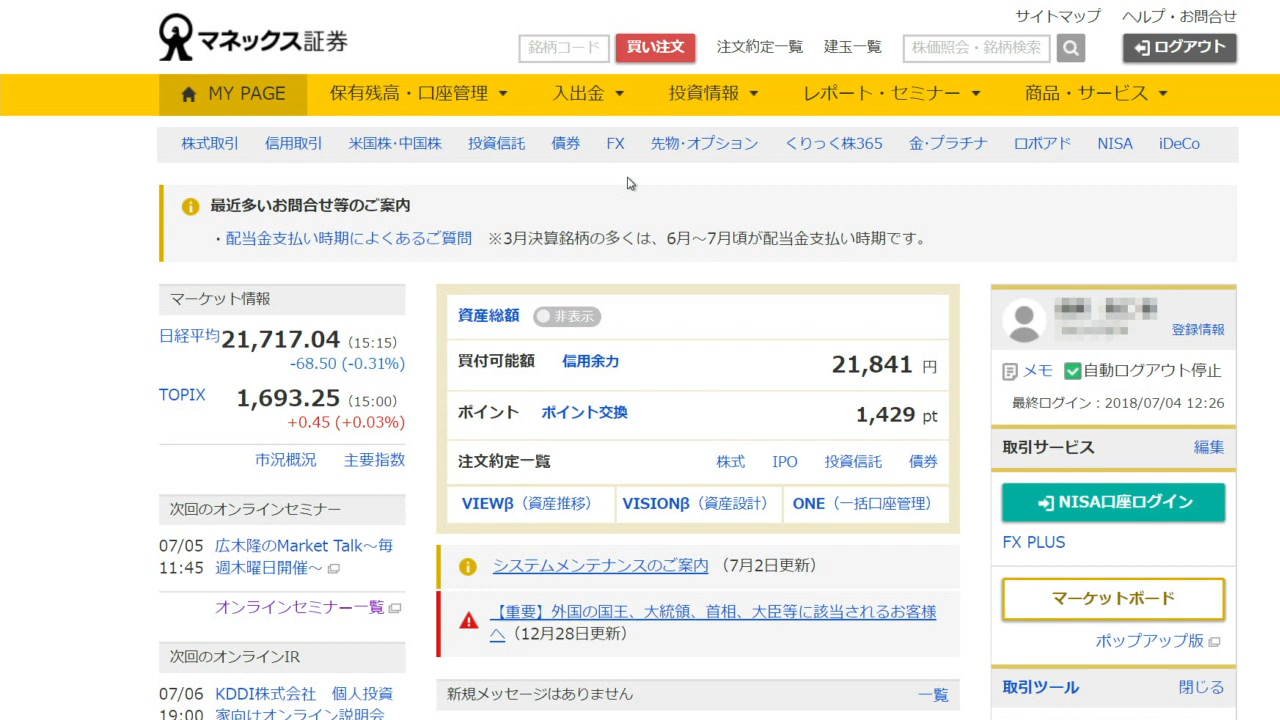 サイトマップ ヘルプ・お問合せ
マネックス証券
銘柄コード 買い注文 注文約定一覧 建玉一覧 株価照会・銘柄検索 ログアウト
MY PAGE 保有残高・口座管理 入出金 投資情報 レポート・セミナー 商品・サービス
株式取引 信用取引 米国株・中国株 投資信託 債券 FX 先物・オプション くりっく株365 金・プラチナ ロボアド NISA iDeCo
最近多いお問合せ等のご案内
・配当金支払い時期によくあるご質問 ※3月決算銘柄の多くは、6月～7月頃が配当金支払い時期です。
マーケット情報
日経平均 21,717.04 (15:15)
-68.50 (-0.31%)
TOPIX 1,693.25 (15:00)
+0.45 (+0.03%)
市況概況 主要指数
次回のオンラインセミナー
07/05 広木隆のMarket Talk～毎
11:45 週木曜日開催～
オンラインセミナー一覧
次回のオンラインIR
07/06 KDDI株式会社 個人投資
19:00 家向けオンライン説明会
資産総額 非表示
買付可能額 信用余力 21,841 円
ポイント ポイント交換 1,429 pt
注文約定一覧 株式 IPO 投資信託 債券
VIEWβ（資産推移） VISIONβ（資産設計） ONE（一括口座管理）
システムメンテナンスのご案内 （7月2日更新）
【重要】外国の国王、大統領、首相、大臣等に該当されるお客様
へ（12月28日更新）
新規メッセージはありません 一覧
登録情報
メモ 自動ログアウト停止
最終ログイン：2018/07/04 12:26
取引サービス 編集
NISA口座ログイン
FX PLUS
マーケットボード
ポップアップ版
取引ツール 閉じる